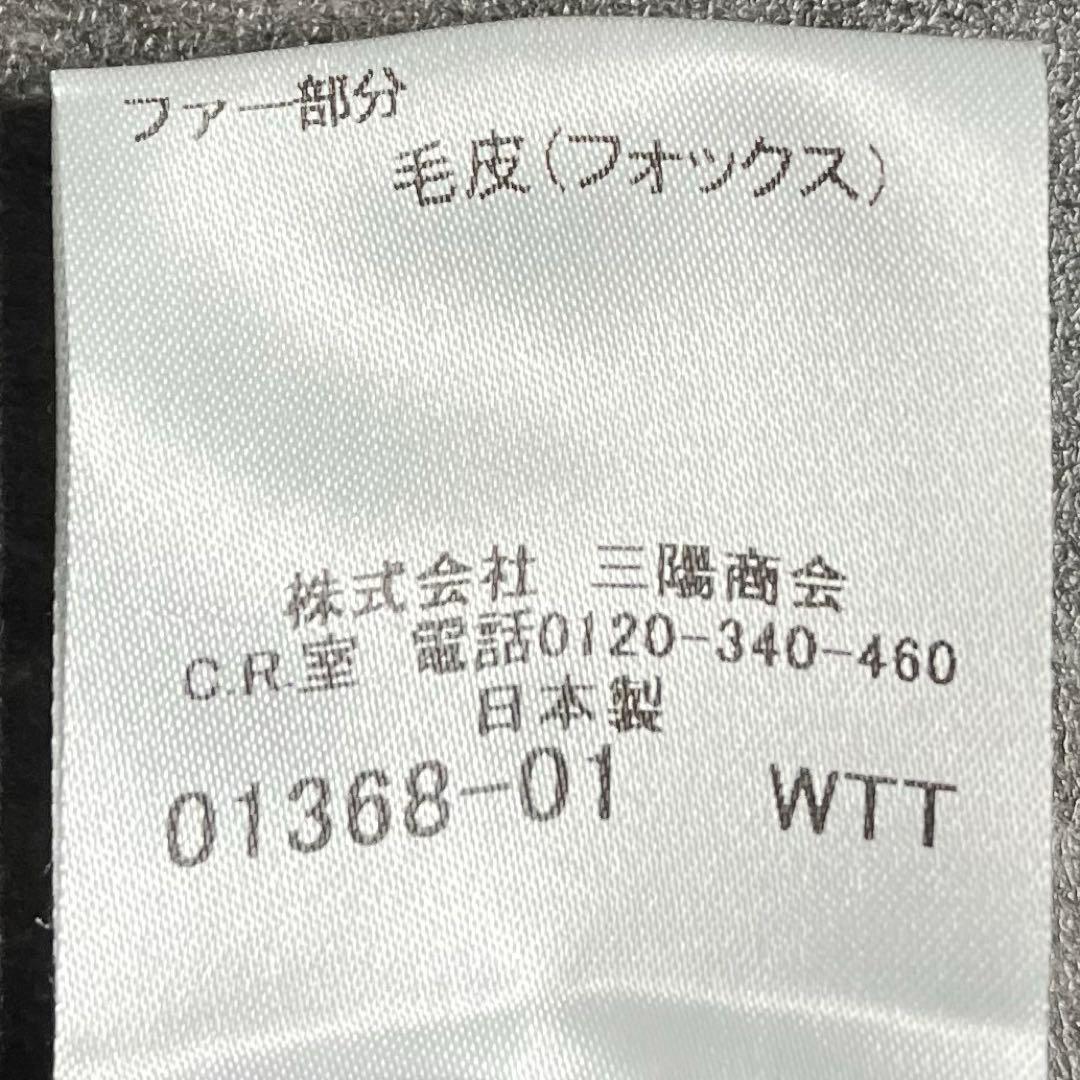 ファー部分
毛皮(フォックス)
株式会社 三陽商会
C.R.室 電話0120-340-460
日本製
01368-01 WTT